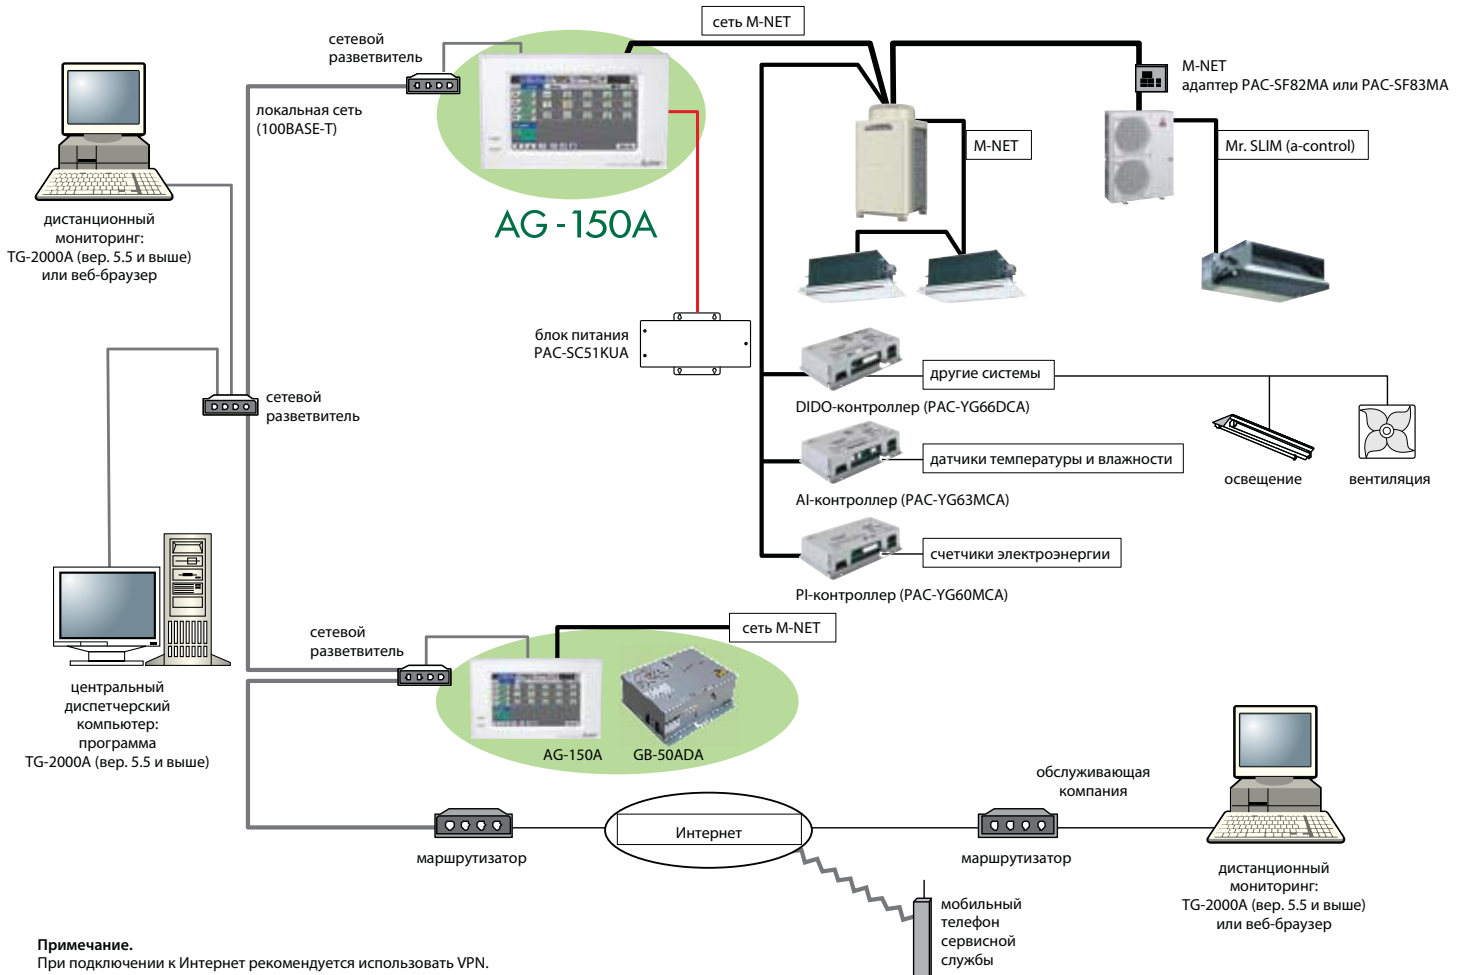 сеть M-NET
сетевой
разветвитель
локальная сеть
(100BASE-T)
M-NET
адаптер PAC-SF82MA или PAC-SF83MA
M-NET
Mr. SLIM (a-control)
AG-150A
дистанционный
мониторинг:
TG-2000A (вер. 5.5 и выше)
или веб-браузер
блок питания
PAC-SC51KUA
другие системы
DIDO-контроллер (PAC-YG66DCA)
сетевой
разветвитель
датчики температуры и влажности
AI-контроллер (PAC-YG63MCA)
освещение
вентиляция
счетчики электроэнергии
PI-контроллер (PAC-YG60MCA)
сеть M-NET
сетевой
разветвитель
центральный
диспетчерский
компьютер:
программа
TG-2000A (вер. 5.5 и выше)
AG-150A
GB-50ADA
обслуживающая
компания
Интернет
маршрутизатор
маршрутизатор
дистанционный
мониторинг:
TG-2000A (вер. 5.5 и выше)
или веб-браузер
мобильный
телефон
сервисной
службы
Примечание.
При подключении к Интернет рекомендуется использовать VPN.